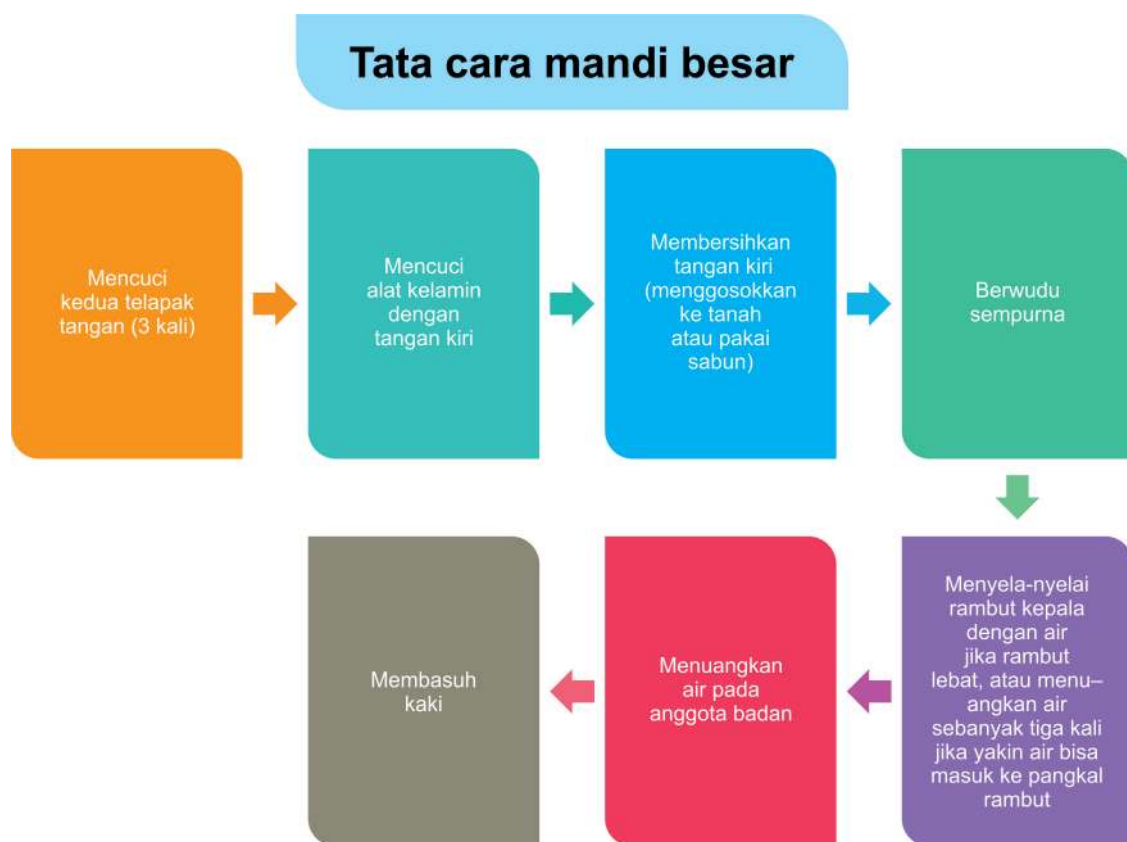 Tata cara mandi besar
Mencuci
kedua telapak
tangan (3 kali)
Mencuci
alat kelamin
dengan
tangan kiri
Membersihkan
tangan kiri
(menggosokkan
ke tanah
atau pakai
sabun)
Berwudu
sempurna
Menyela-nyelai
rambut kepala
dengan air
jika rambut
lebat, atau menu–
angkan air
sebanyak tiga kali
jika yakin air bisa
masuk ke pangkal
rambut
Menuangkan
air pada
anggota badan
Membasuh
kaki